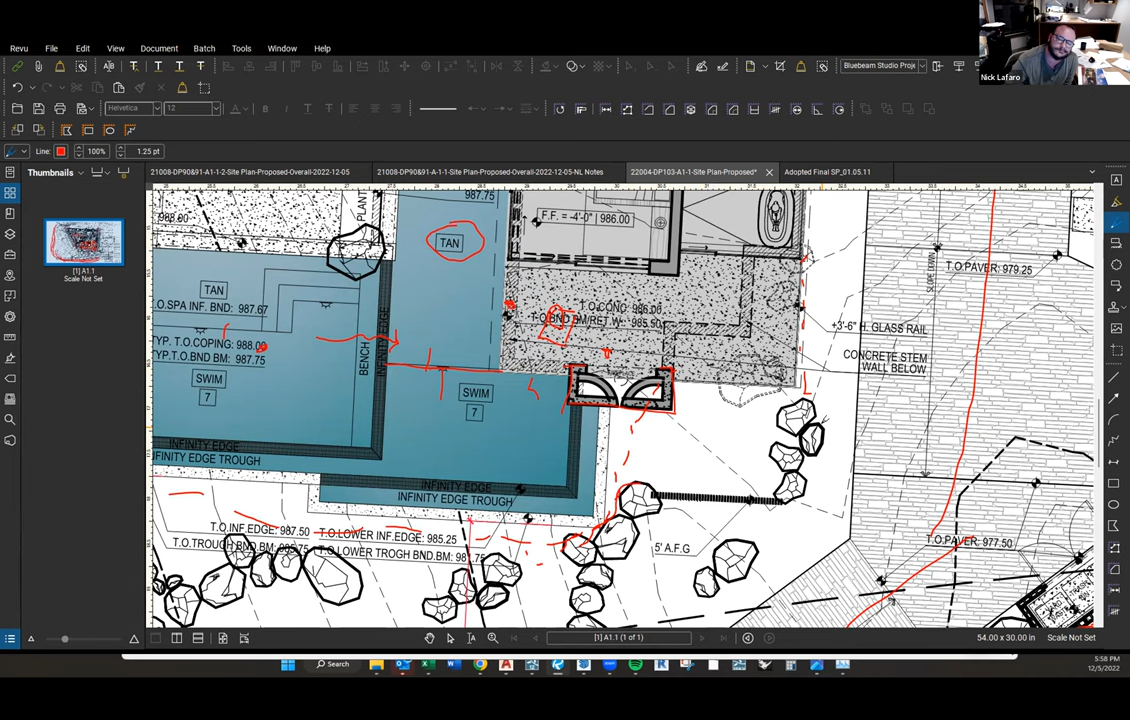 Nick Lafaro
Revu File Edit View Document Batch Tools Window Help
Bluebeam Studio Proj
Helvetica 12
Line: 100% 1.25 pt
Thumbnails
21008-DP90&91-A1-1-2-Site Plan-Proposed-Overall-2022-12-05
21008-DP90&91-A1-1-2-Site Plan-Proposed-Overall-2022-12-05-NL Notes
22004-DP103-A1-1-Site Plan-Proposed*
Adopted Final SP_01.05.11
[1] A1.1
Scale Not Set
988.00
PLANT
987.75
TAN
F.F. = -4'-0" | 986.00
SLOPE DOWN
T.O.PAVER: 979.25
TAN
T.O.SPA INF. BND: 987.67
T.O.CONC: 986.00
T.O.BND BM/RET W: 985.50
+3'-6" H. GLASS RAIL
CONCRETE STEM
WALL BELOW
TYP. T.O.COPING: 988.00
TYP.T.O.BND BM: 987.75
BENCH
INFINITY EDGE
SWIM
7
SWIM
7
INFINITY EDGE
INFINITY EDGE TROUGH
INFINITY EDGE
INFINITY EDGE TROUGH
T.O.INF.EDGE: 987.50
T.O.LOWER INF.EDGE: 985.25
T.O.TROUGH BND.BM:
T.O.LOWER TROGH BND.BM:
5' A.F.G
T.O.PAVER: 977.50
[1] A1.1 (1 of 1)
54.00 x 30.00 in
Scale Not Set
Search
5:58 PM
12/5/2022